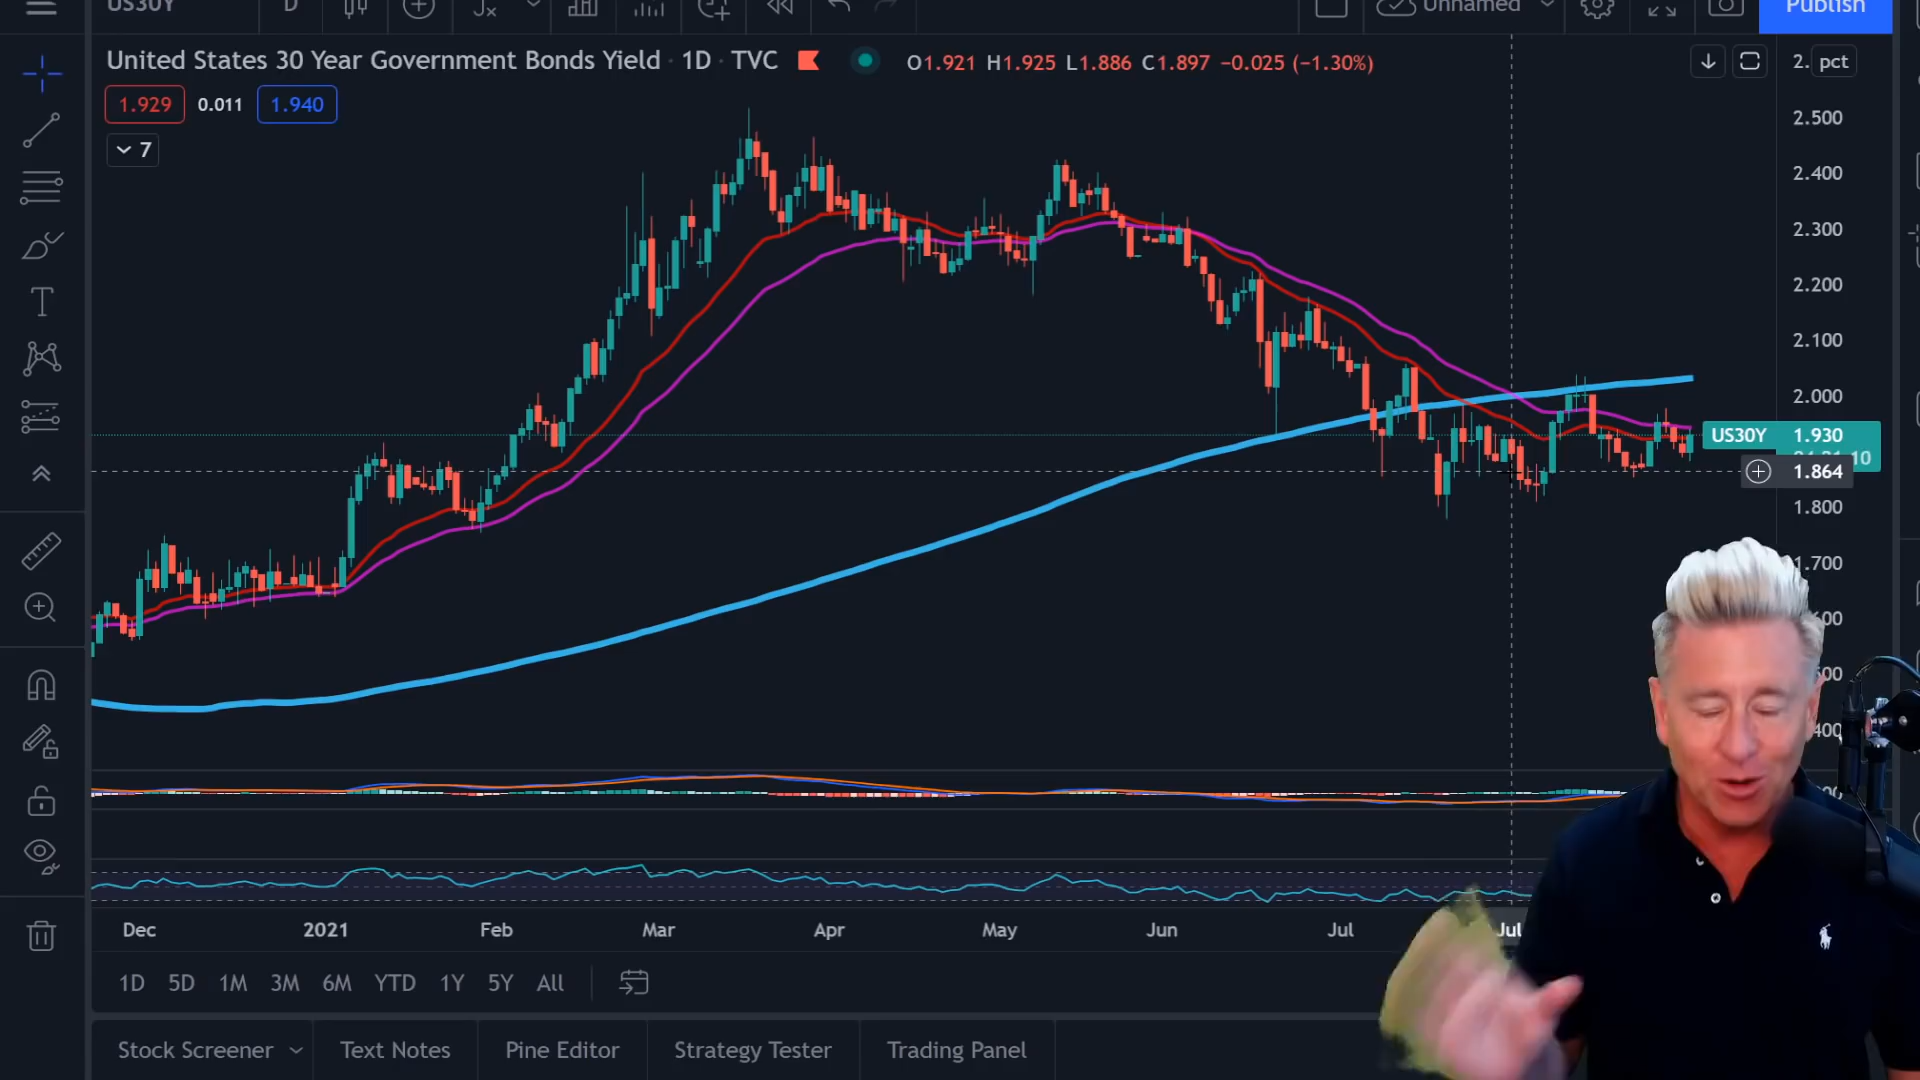 US30Y D Unnamed Publish
United States 30 Year Government Bonds Yield · 1D · TVC O1.921 H1.925 L1.886 C1.897 −0.025 (−1.30%)
2. pct
1.929 0.011 1.940
7
2.500
2.400
2.300
2.200
2.100
2.000
US30Y 1.930
10
1.864
1.800
1.700
Dec 2021 Feb Mar Apr May Jun Jul Jul
1D 5D 1M 3M 6M YTD 1Y 5Y All
Stock Screener Text Notes Pine Editor Strategy Tester Trading Panel